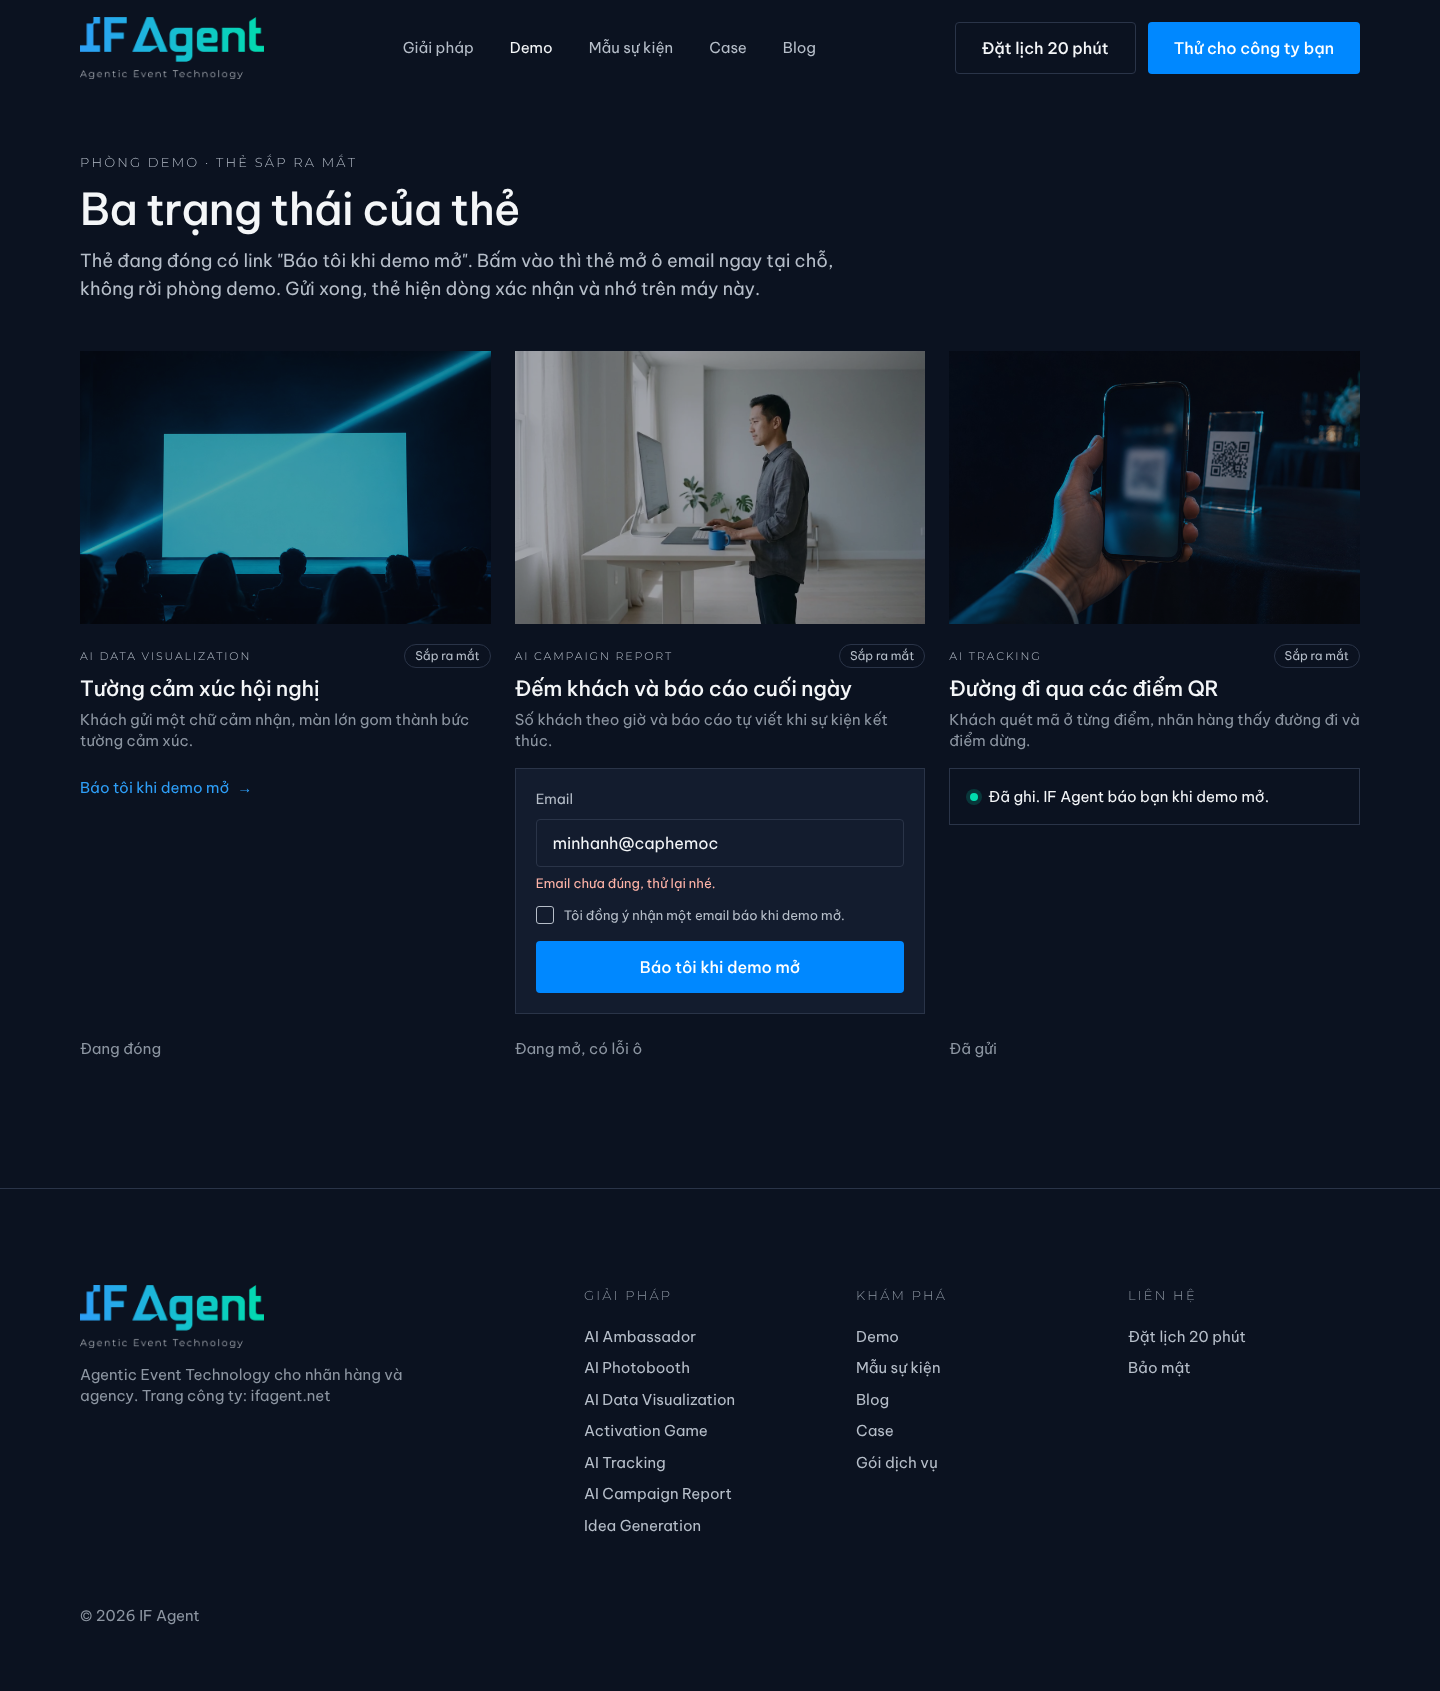 IF Agent
Agentic Event Technology
Giải pháp
Demo
Mẫu sự kiện
Case
Blog
Đặt lịch 20 phút
Thử cho công ty bạn
PHÒNG DEMO · THẺ SẮP RA MẮT
Ba trạng thái của thẻ
Thẻ đang đóng có link "Báo tôi khi demo mở". Bấm vào thì thẻ mở ô email ngay tại chỗ,
không rời phòng demo. Gửi xong, thẻ hiện dòng xác nhận và nhớ trên máy này.
AI DATA VISUALIZATION
Sắp ra mắt
Tường cảm xúc hội nghị
Khách gửi một chữ cảm nhận, màn lớn gom thành bức
tường cảm xúc.
Báo tôi khi demo mở →
Đang đóng
AI CAMPAIGN REPORT
Sắp ra mắt
Đếm khách và báo cáo cuối ngày
Số khách theo giờ và báo cáo tự viết khi sự kiện kết
thúc.
Email
minhanh@caphemoc
Email chưa đúng, thử lại nhé.
Tôi đồng ý nhận một email báo khi demo mở.
Báo tôi khi demo mở
Đang mở, có lỗi ô
AI TRACKING
Sắp ra mắt
Đường đi qua các điểm QR
Khách quét mã ở từng điểm, nhãn hàng thấy đường đi và
điểm dừng.
Đã ghi. IF Agent báo bạn khi demo mở.
Đã gửi
IF Agent
Agentic Event Technology
Agentic Event Technology cho nhãn hàng và
agency. Trang công ty: ifagent.net
GIẢI PHÁP
AI Ambassador
AI Photobooth
AI Data Visualization
Activation Game
AI Tracking
AI Campaign Report
Idea Generation
KHÁM PHÁ
Demo
Mẫu sự kiện
Blog
Case
Gói dịch vụ
LIÊN HỆ
Đặt lịch 20 phút
Bảo mật
© 2026 IF Agent